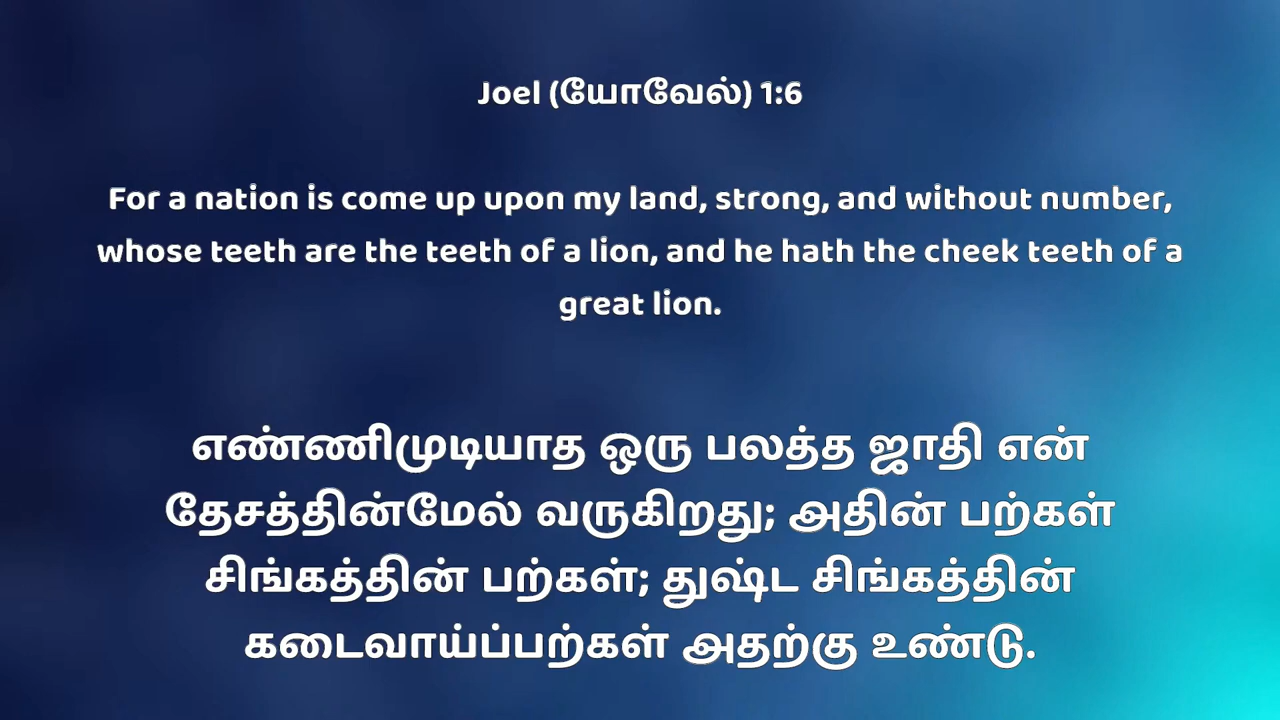 Joel (யோவேல்) 1:6
For a nation is come up upon my land, strong, and without number,
whose teeth are the teeth of a lion, and he hath the cheek teeth of a
great lion.
எண்ணிமுடியாத ஒரு பலத்த ஜாதி என்
தேசத்தின்மேல் வருகிறது; அதின் பற்கள்
சிங்கத்தின் பற்கள்; துஷ்ட சிங்கத்தின்
கடைவாய்ப்பற்கள் அதற்கு உண்டு.